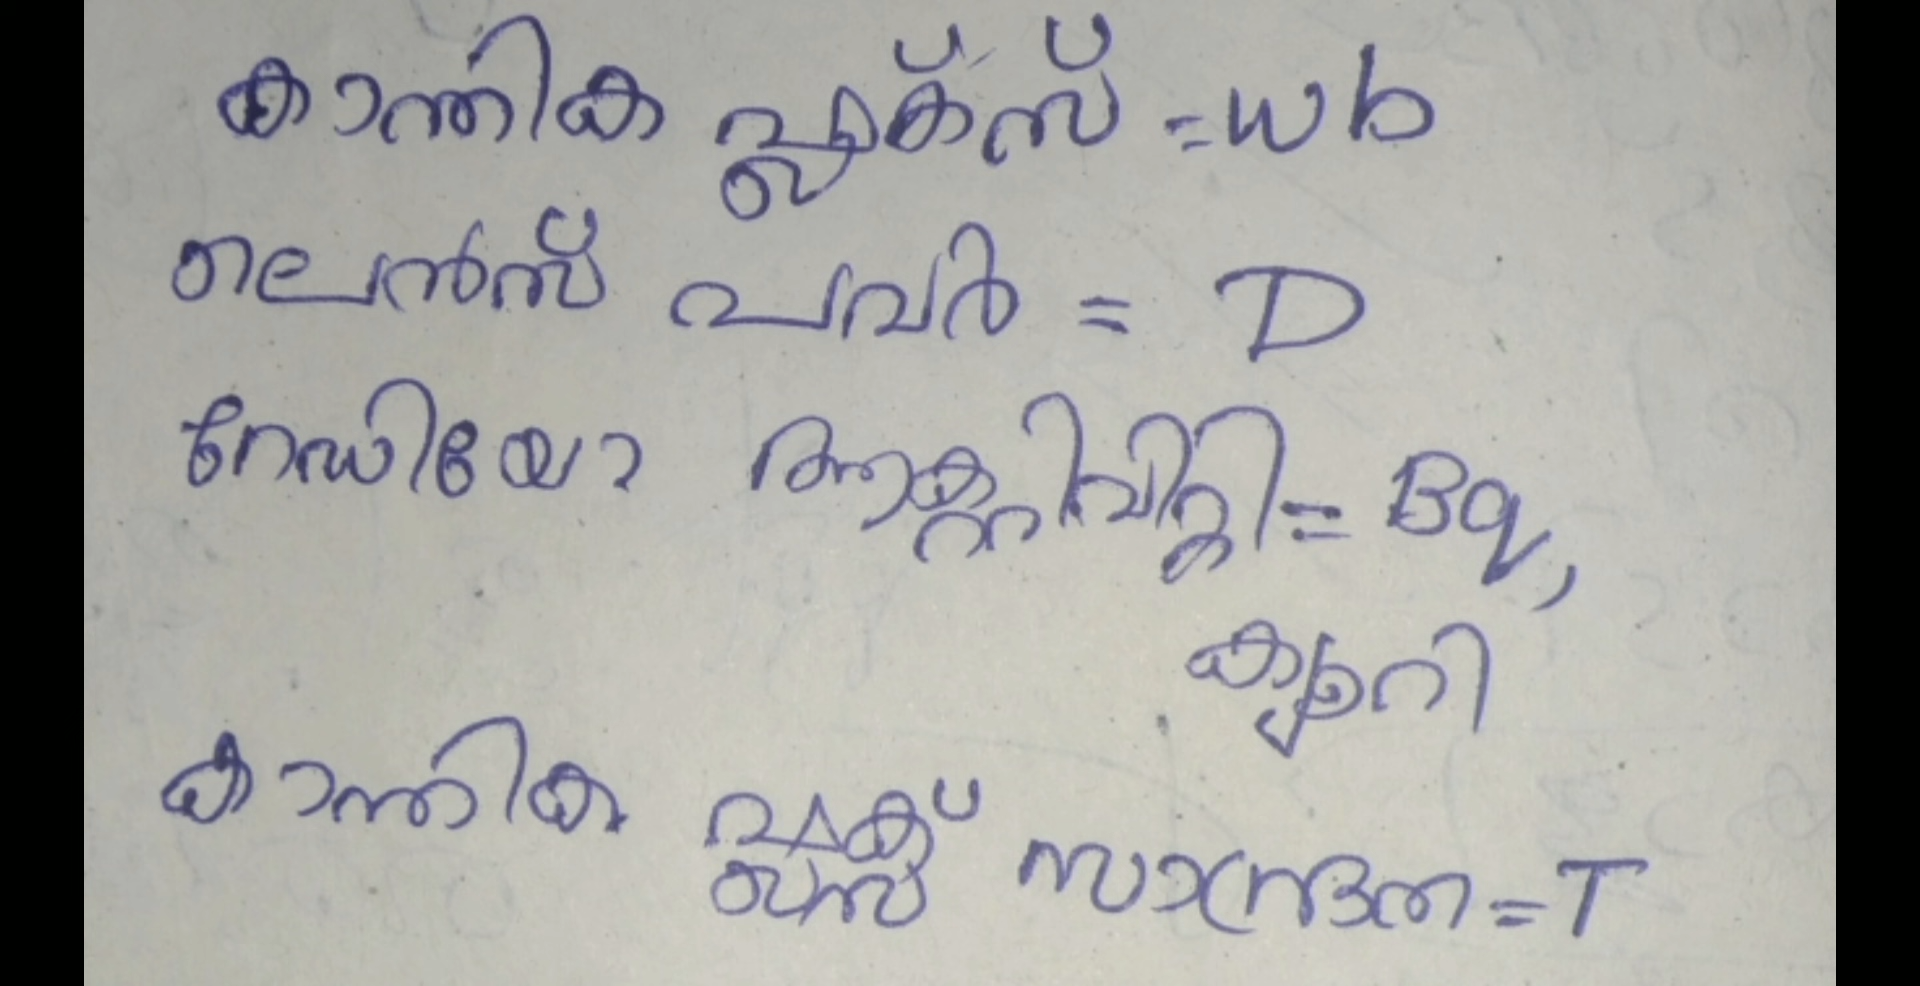 കാന്തിക ഫ്ലക്സ് = Wb
ലെൻസ് പവർ = D
റേഡിയോ ആക്റ്റിവിറ്റി = Bq,
ക്യൂറി
കാന്തിക ഫ്ലക്സ് സാന്ദ്രത = T